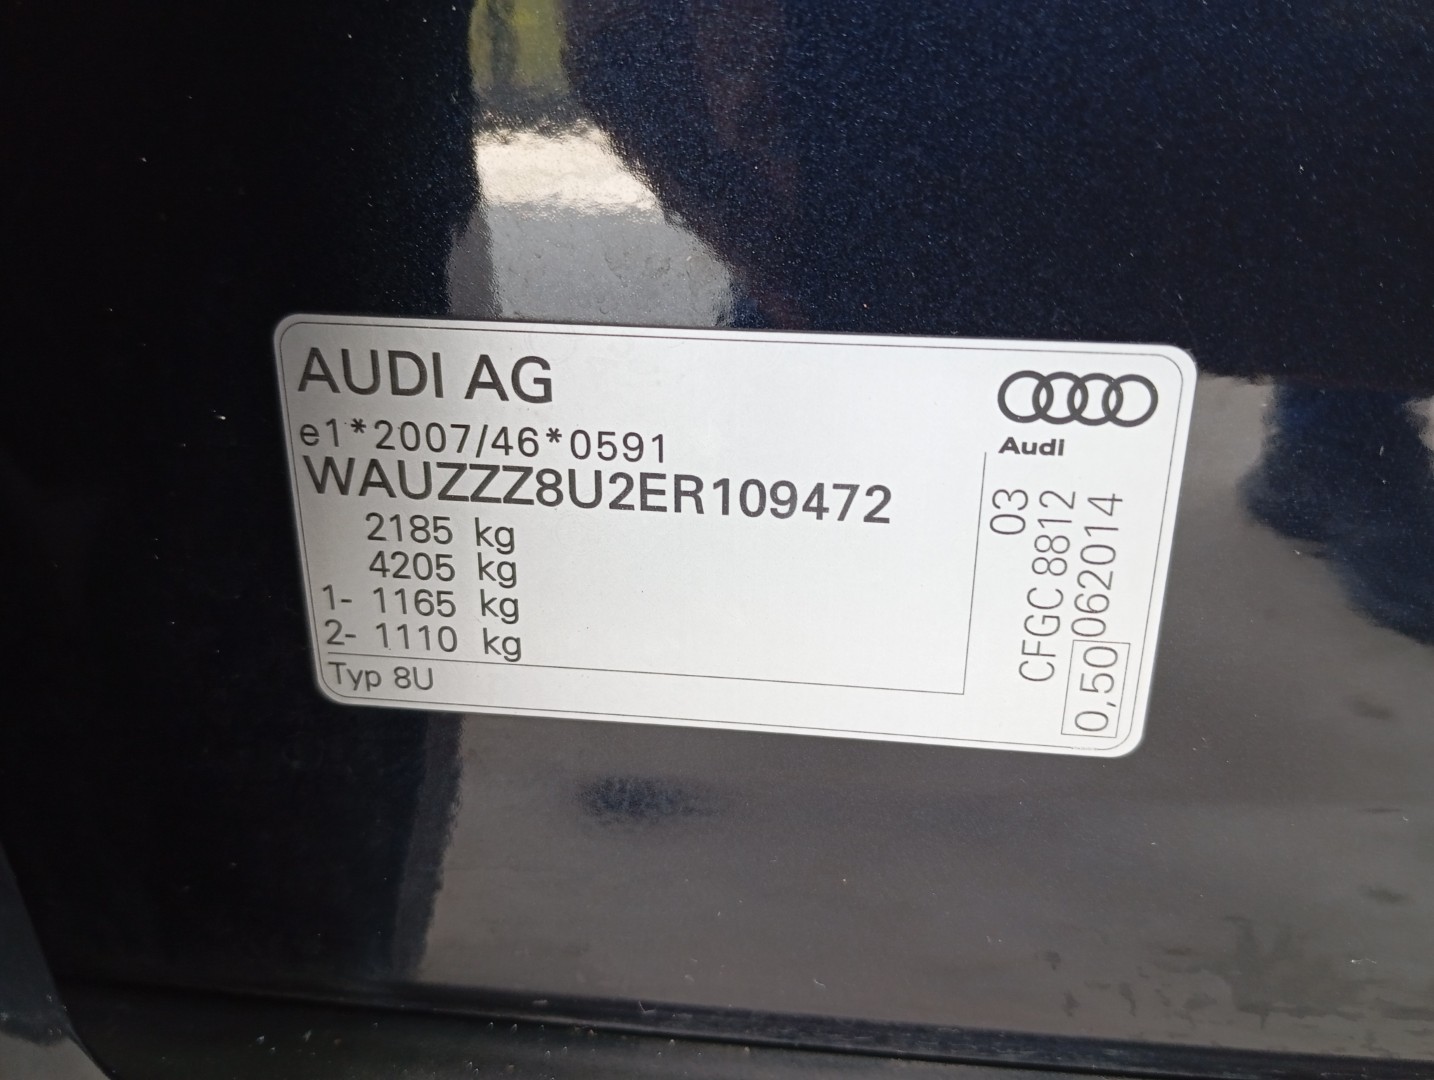 AUDI AG
e1*2007/46*0591
WAUZZZ8U2ER109472
2185 kg
4205 kg
1- 1165 kg
2- 1110 kg
Typ 8U
Audi
03
CFGC 8812
0,50 062014